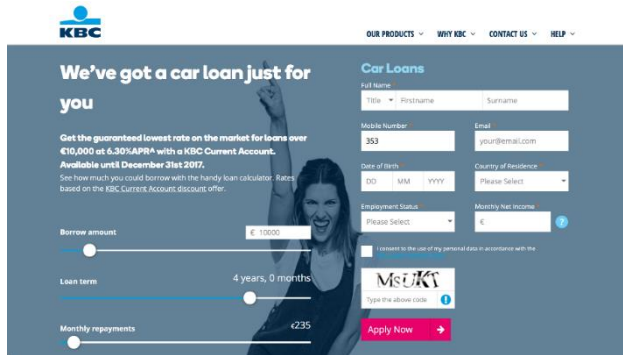 KBC
OUR PRODUCTS WHY KBC CONTACT US HELP
We've got a car loan just for
you
Get the guaranteed lowest rate on the market for loans over
€10,000 at 6.30%APR^ with a KBC Current Account.
Available until December 31st 2017.
See how much you could borrow with the handy loan calculator. Rates
based on the KBC Current Account discount offer.
Borrow amount
€ 10000
Loan term
4 years, 0 months
Monthly repayments
€235
Car Loans
Full Name *
Title Firstname Surname
Mobile Number * Email *
353 your@email.com
Date of Birth * Country of Residence *
DD MM YYYY Please Select
Employment Status * Monthly Net Income *
Please Select € ?
I consent to the use of my personal data in accordance with the
MsUKT
Type the above code !
Apply Now